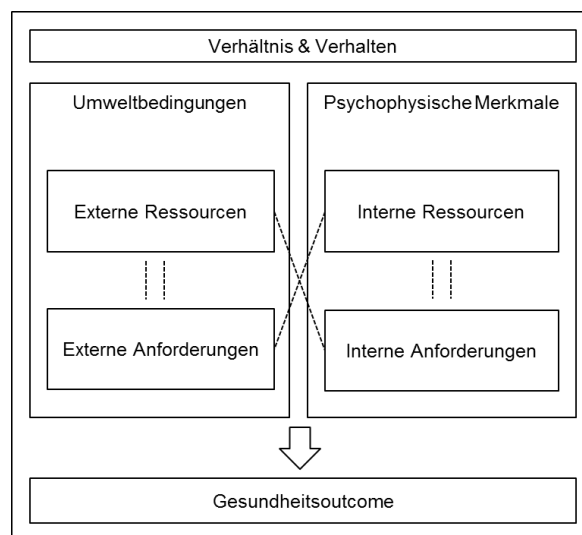 Verhältnis & Verhalten
Umweltbedingungen
Psychophysische Merkmale
Externe Ressourcen
Interne Ressourcen
Externe Anforderungen
Interne Anforderungen
Gesundheitsoutcome